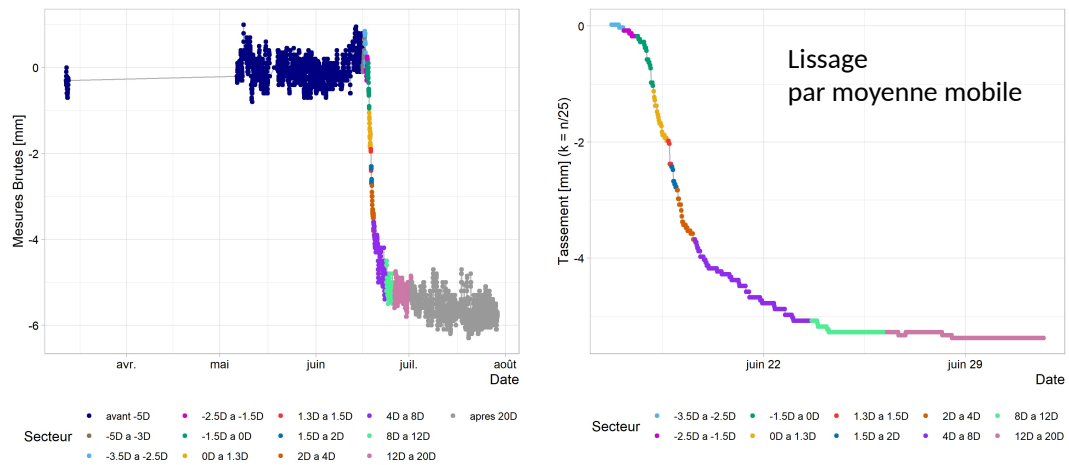 Mesures Brutes [mm]
0
-2
-4
-6
avr.
mai
juin
juil.
août
Date
Secteur
avant -5D
-5D a -3D
-3.5D a -2.5D
-2.5D a -1.5D
-1.5D a 0D
0D a 1.3D
1.3D a 1.5D
1.5D a 2D
2D a 4D
4D a 8D
8D a 12D
12D a 20D
apres 20D
Tassement [mm] (k = n/25)
0
-2
-4
Lissage
par moyenne mobile
juin 22
juin 29
Date
Secteur
-3.5D a -2.5D
-2.5D a -1.5D
-1.5D a 0D
0D a 1.3D
1.3D a 1.5D
1.5D a 2D
2D a 4D
4D a 8D
8D a 12D
12D a 20D